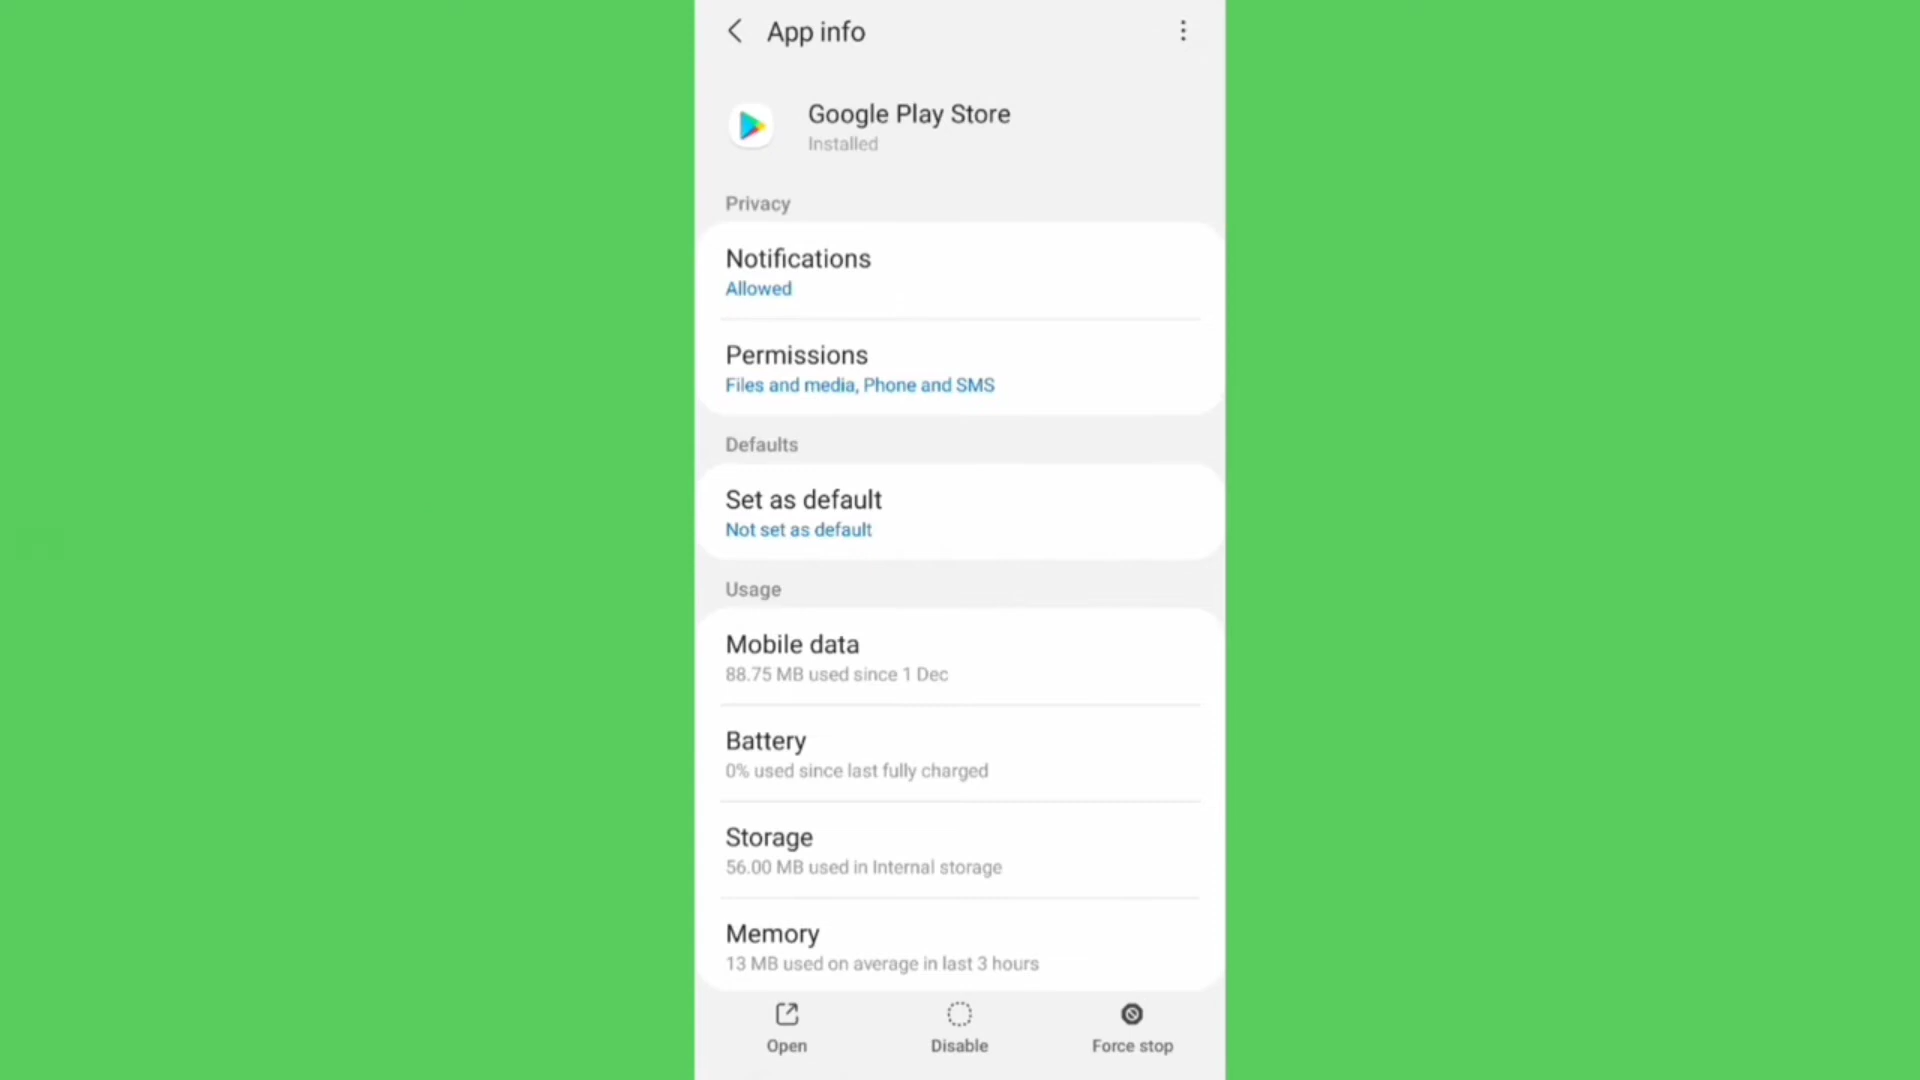 App info
Google Play Store
Installed
Privacy
Notifications
Allowed
Permissions
Files and media, Phone and SMS
Defaults
Set as default
Not set as default
Usage
Mobile data
88.75 MB used since 1 Dec
Battery
0% used since last fully charged
Storage
56.00 MB used in Internal storage
Memory
13 MB used on average in last 3 hours
Open
Disable
Force stop